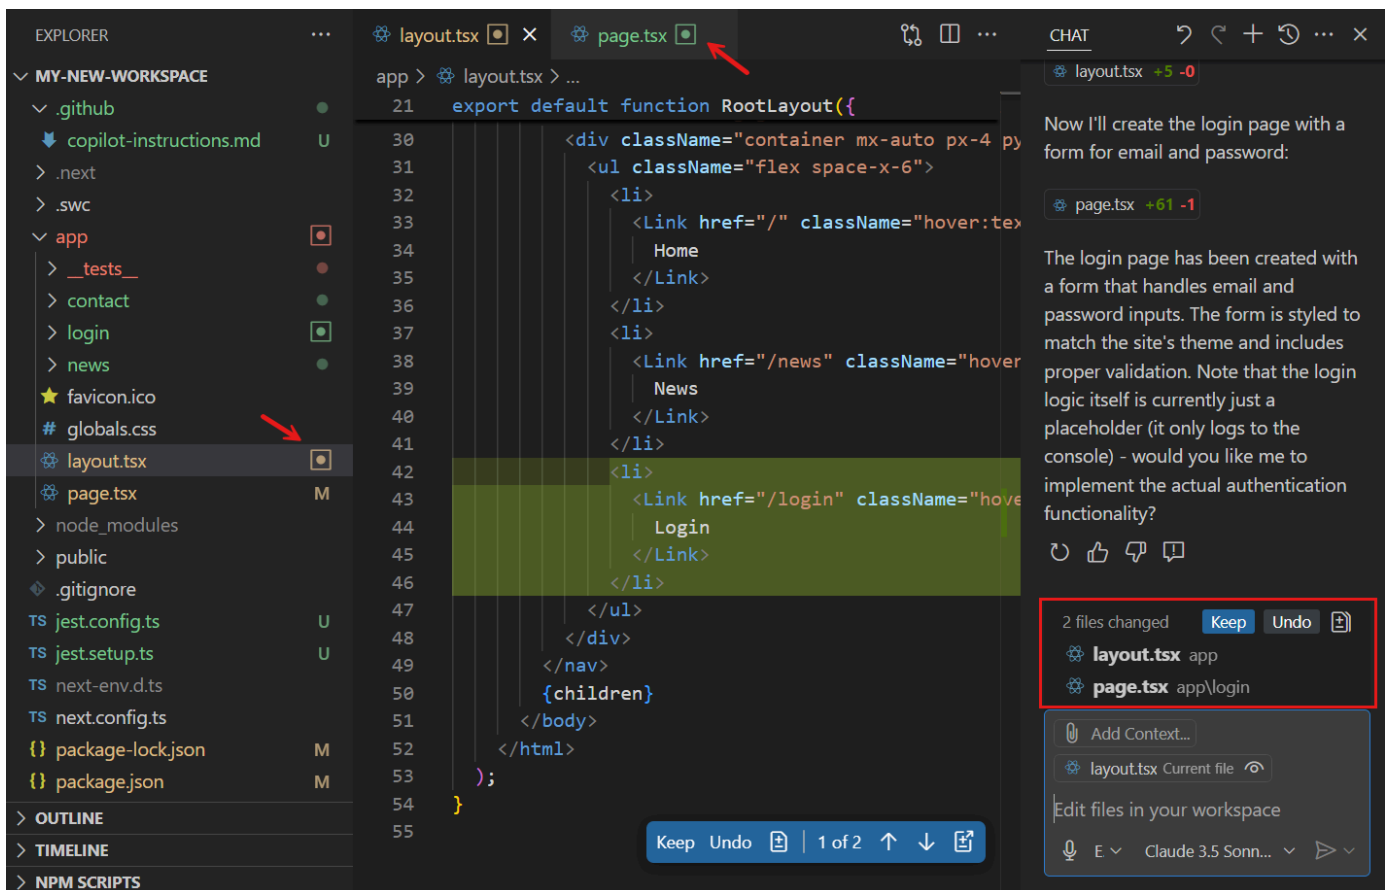 EXPLORER
MY-NEW-WORKSPACE
.github
copilot-instructions.md U
.next
.swc
app
__tests__
contact
login
news
favicon.ico
# globals.css
layout.tsx
page.tsx M
node_modules
public
.gitignore
TS jest.config.ts U
TS jest.setup.ts U
TS next-env.d.ts
TS next.config.ts
{} package-lock.json M
{} package.json M
OUTLINE
TIMELINE
NPM SCRIPTS
layout.tsx
page.tsx
app > layout.tsx > ...
21 export default function RootLayout({
30 <div className="container mx-auto px-4 py
31 <ul className="flex space-x-6">
32 <li>
33 <Link href="/" className="hover:tex
34 Home
35 </Link>
36 </li>
37 <li>
38 <Link href="/news" className="hover
39 News
40 </Link>
41 </li>
42 <li>
43 <Link href="/login" className="hove
44 Login
45 </Link>
46 </li>
47 </ul>
48 </div>
49 </nav>
50 {children}
51 </body>
52 </html>
53 );
54 }
55
Keep Undo 1 of 2
CHAT
layout.tsx +5 -0
Now I'll create the login page with a
form for email and password:
page.tsx +61 -1
The login page has been created with
a form that handles email and
password inputs. The form is styled to
match the site's theme and includes
proper validation. Note that the login
logic itself is currently just a
placeholder (it only logs to the
console) - would you like me to
implement the actual authentication
functionality?
2 files changed Keep Undo
layout.tsx app
page.tsx app\login
Add Context...
layout.tsx Current file
Edit files in your workspace
E Claude 3.5 Sonn...